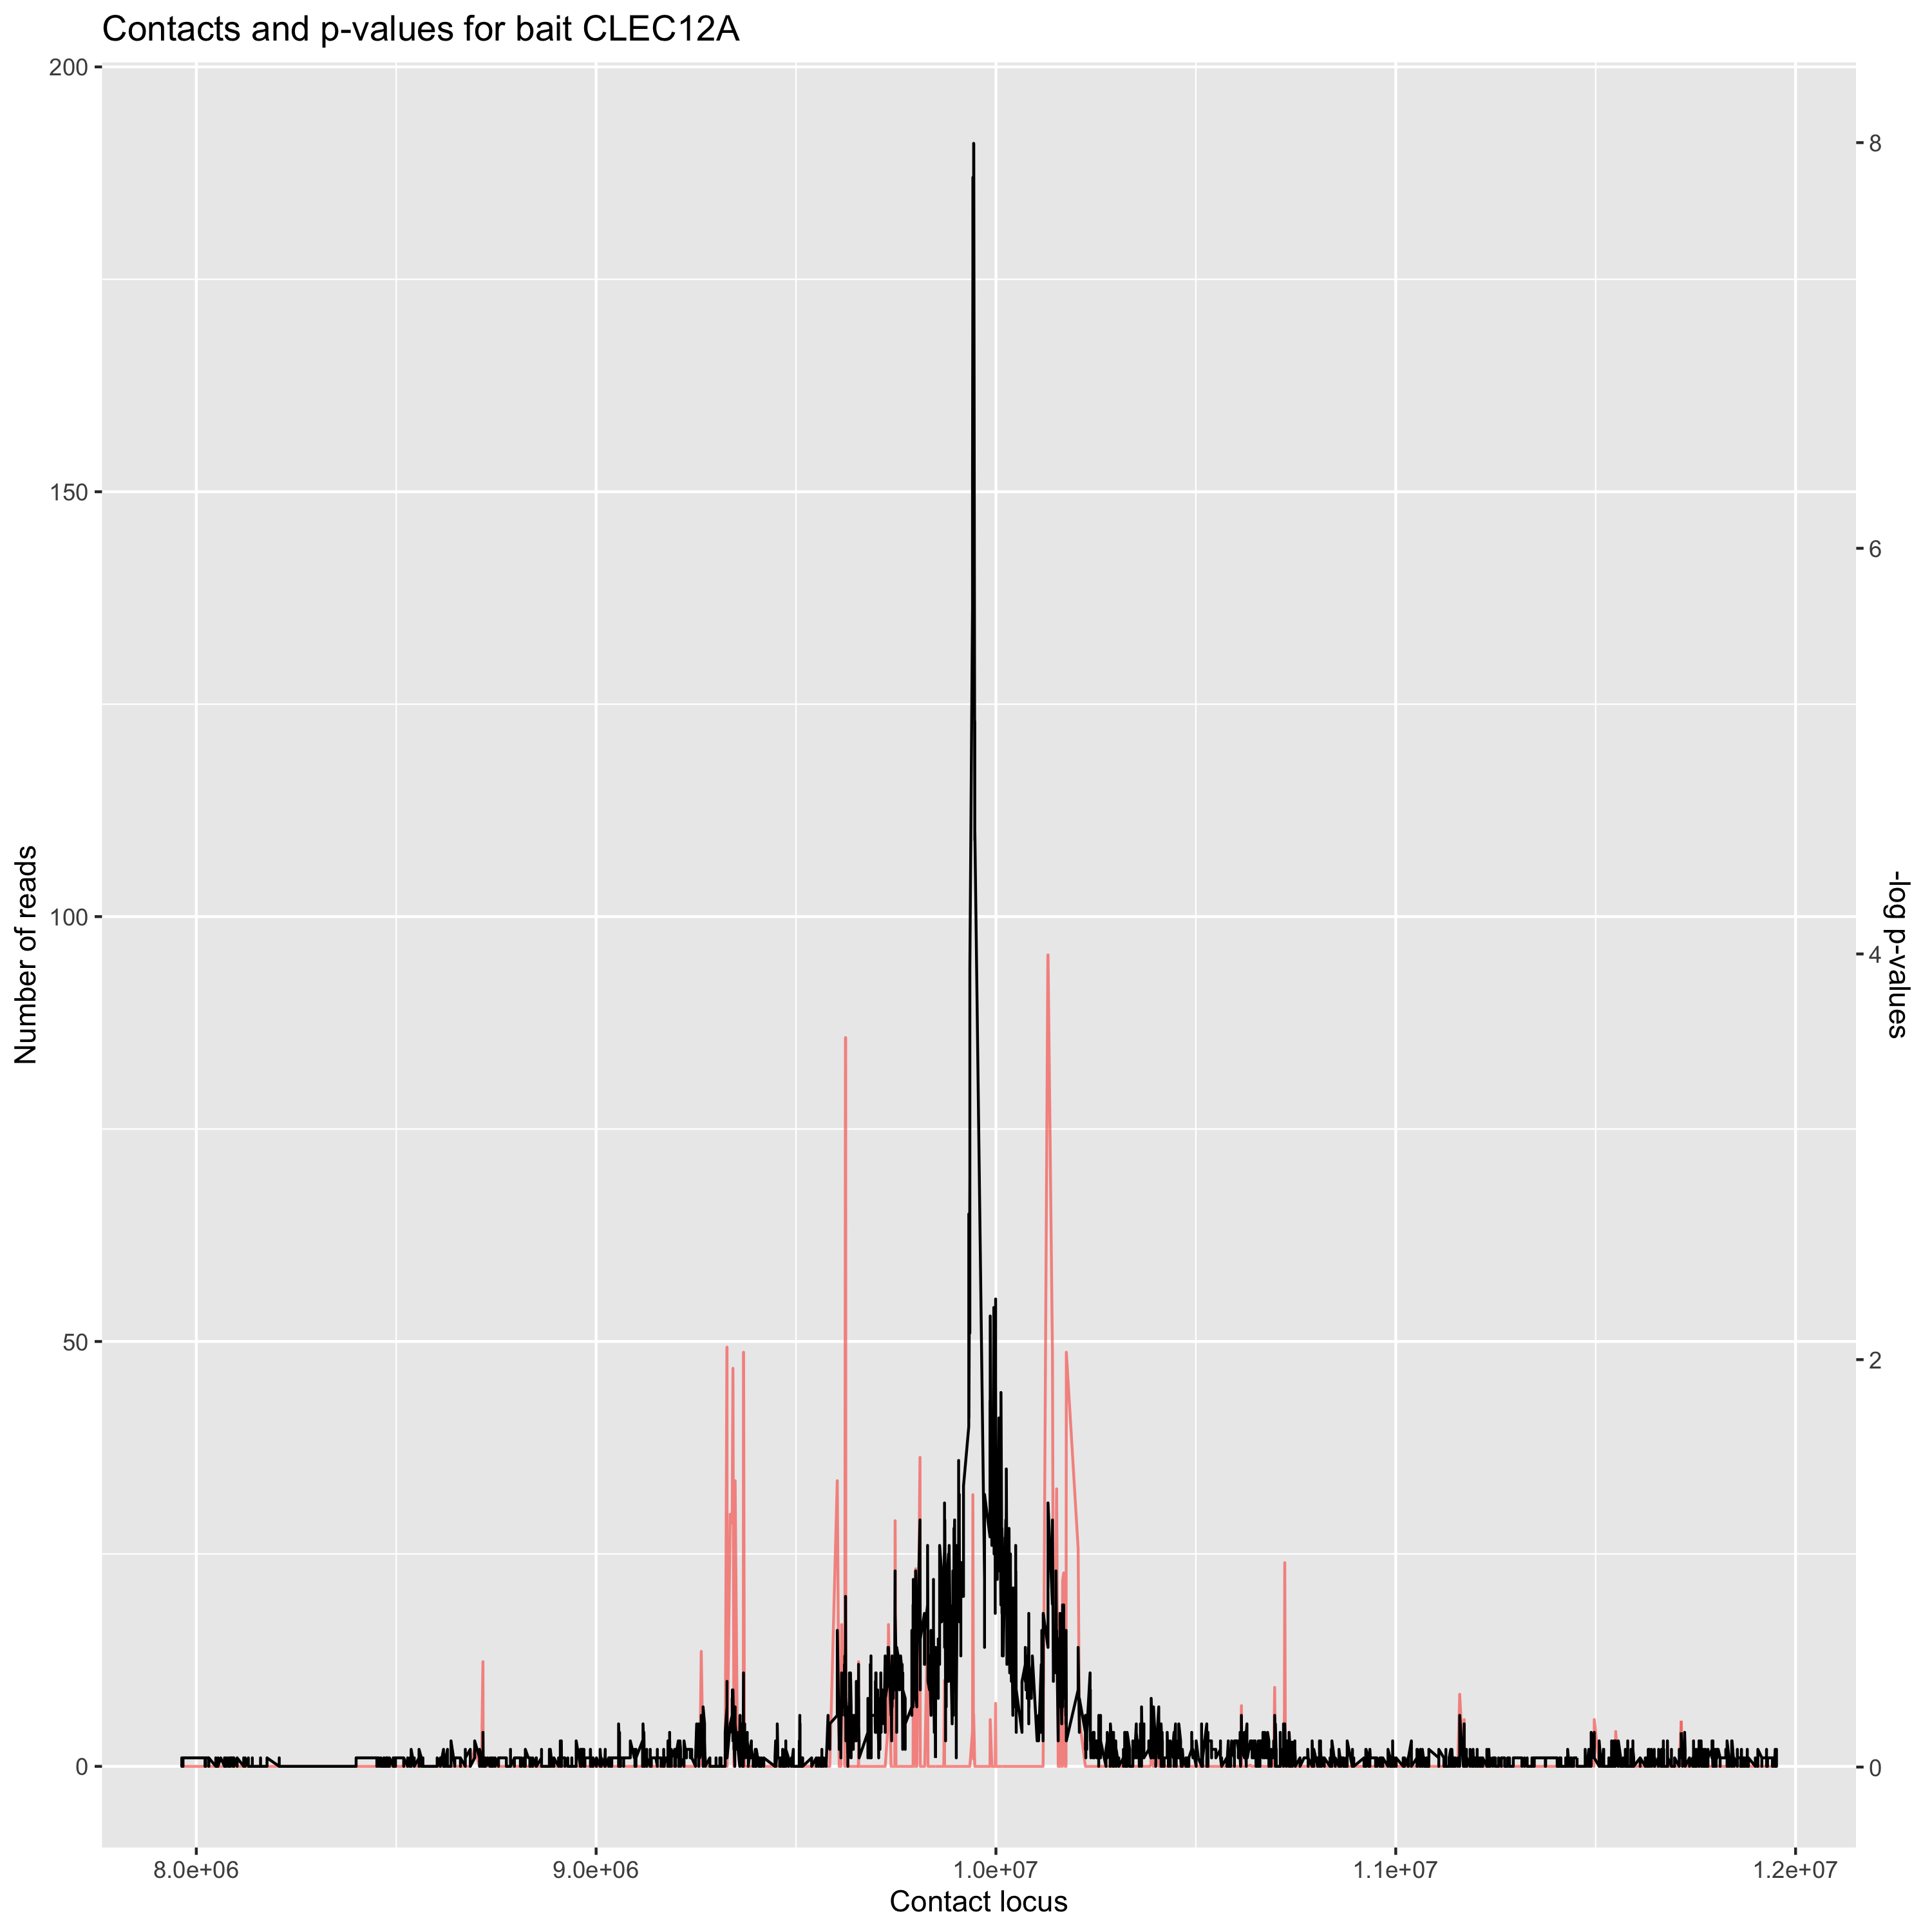 Contacts and p-values for bait CLEC12A
200
150
100
50
0
Number of reads
8
6
4
2
0
-log p-values
8.0e+06
9.0e+06
1.0e+07
1.1e+07
1.2e+07
Contact locus